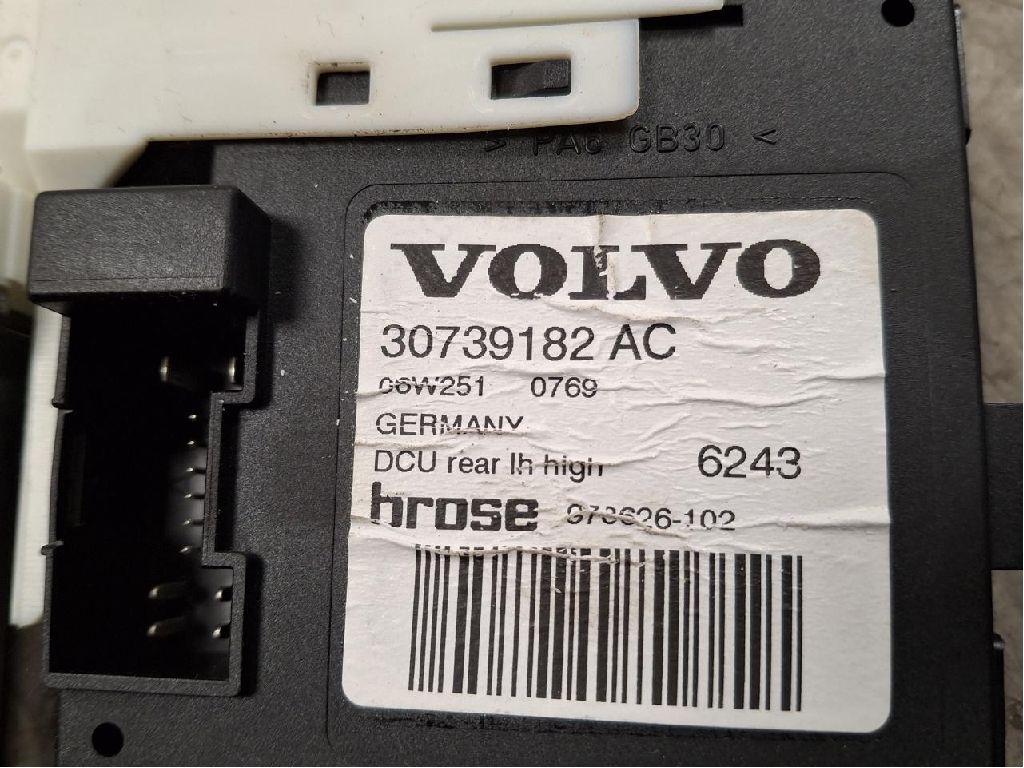 > PA6 GB30 <
VOLVO
30739182 AC
06W251 0769
GERMANY
DCU rear lh high 6243
brose